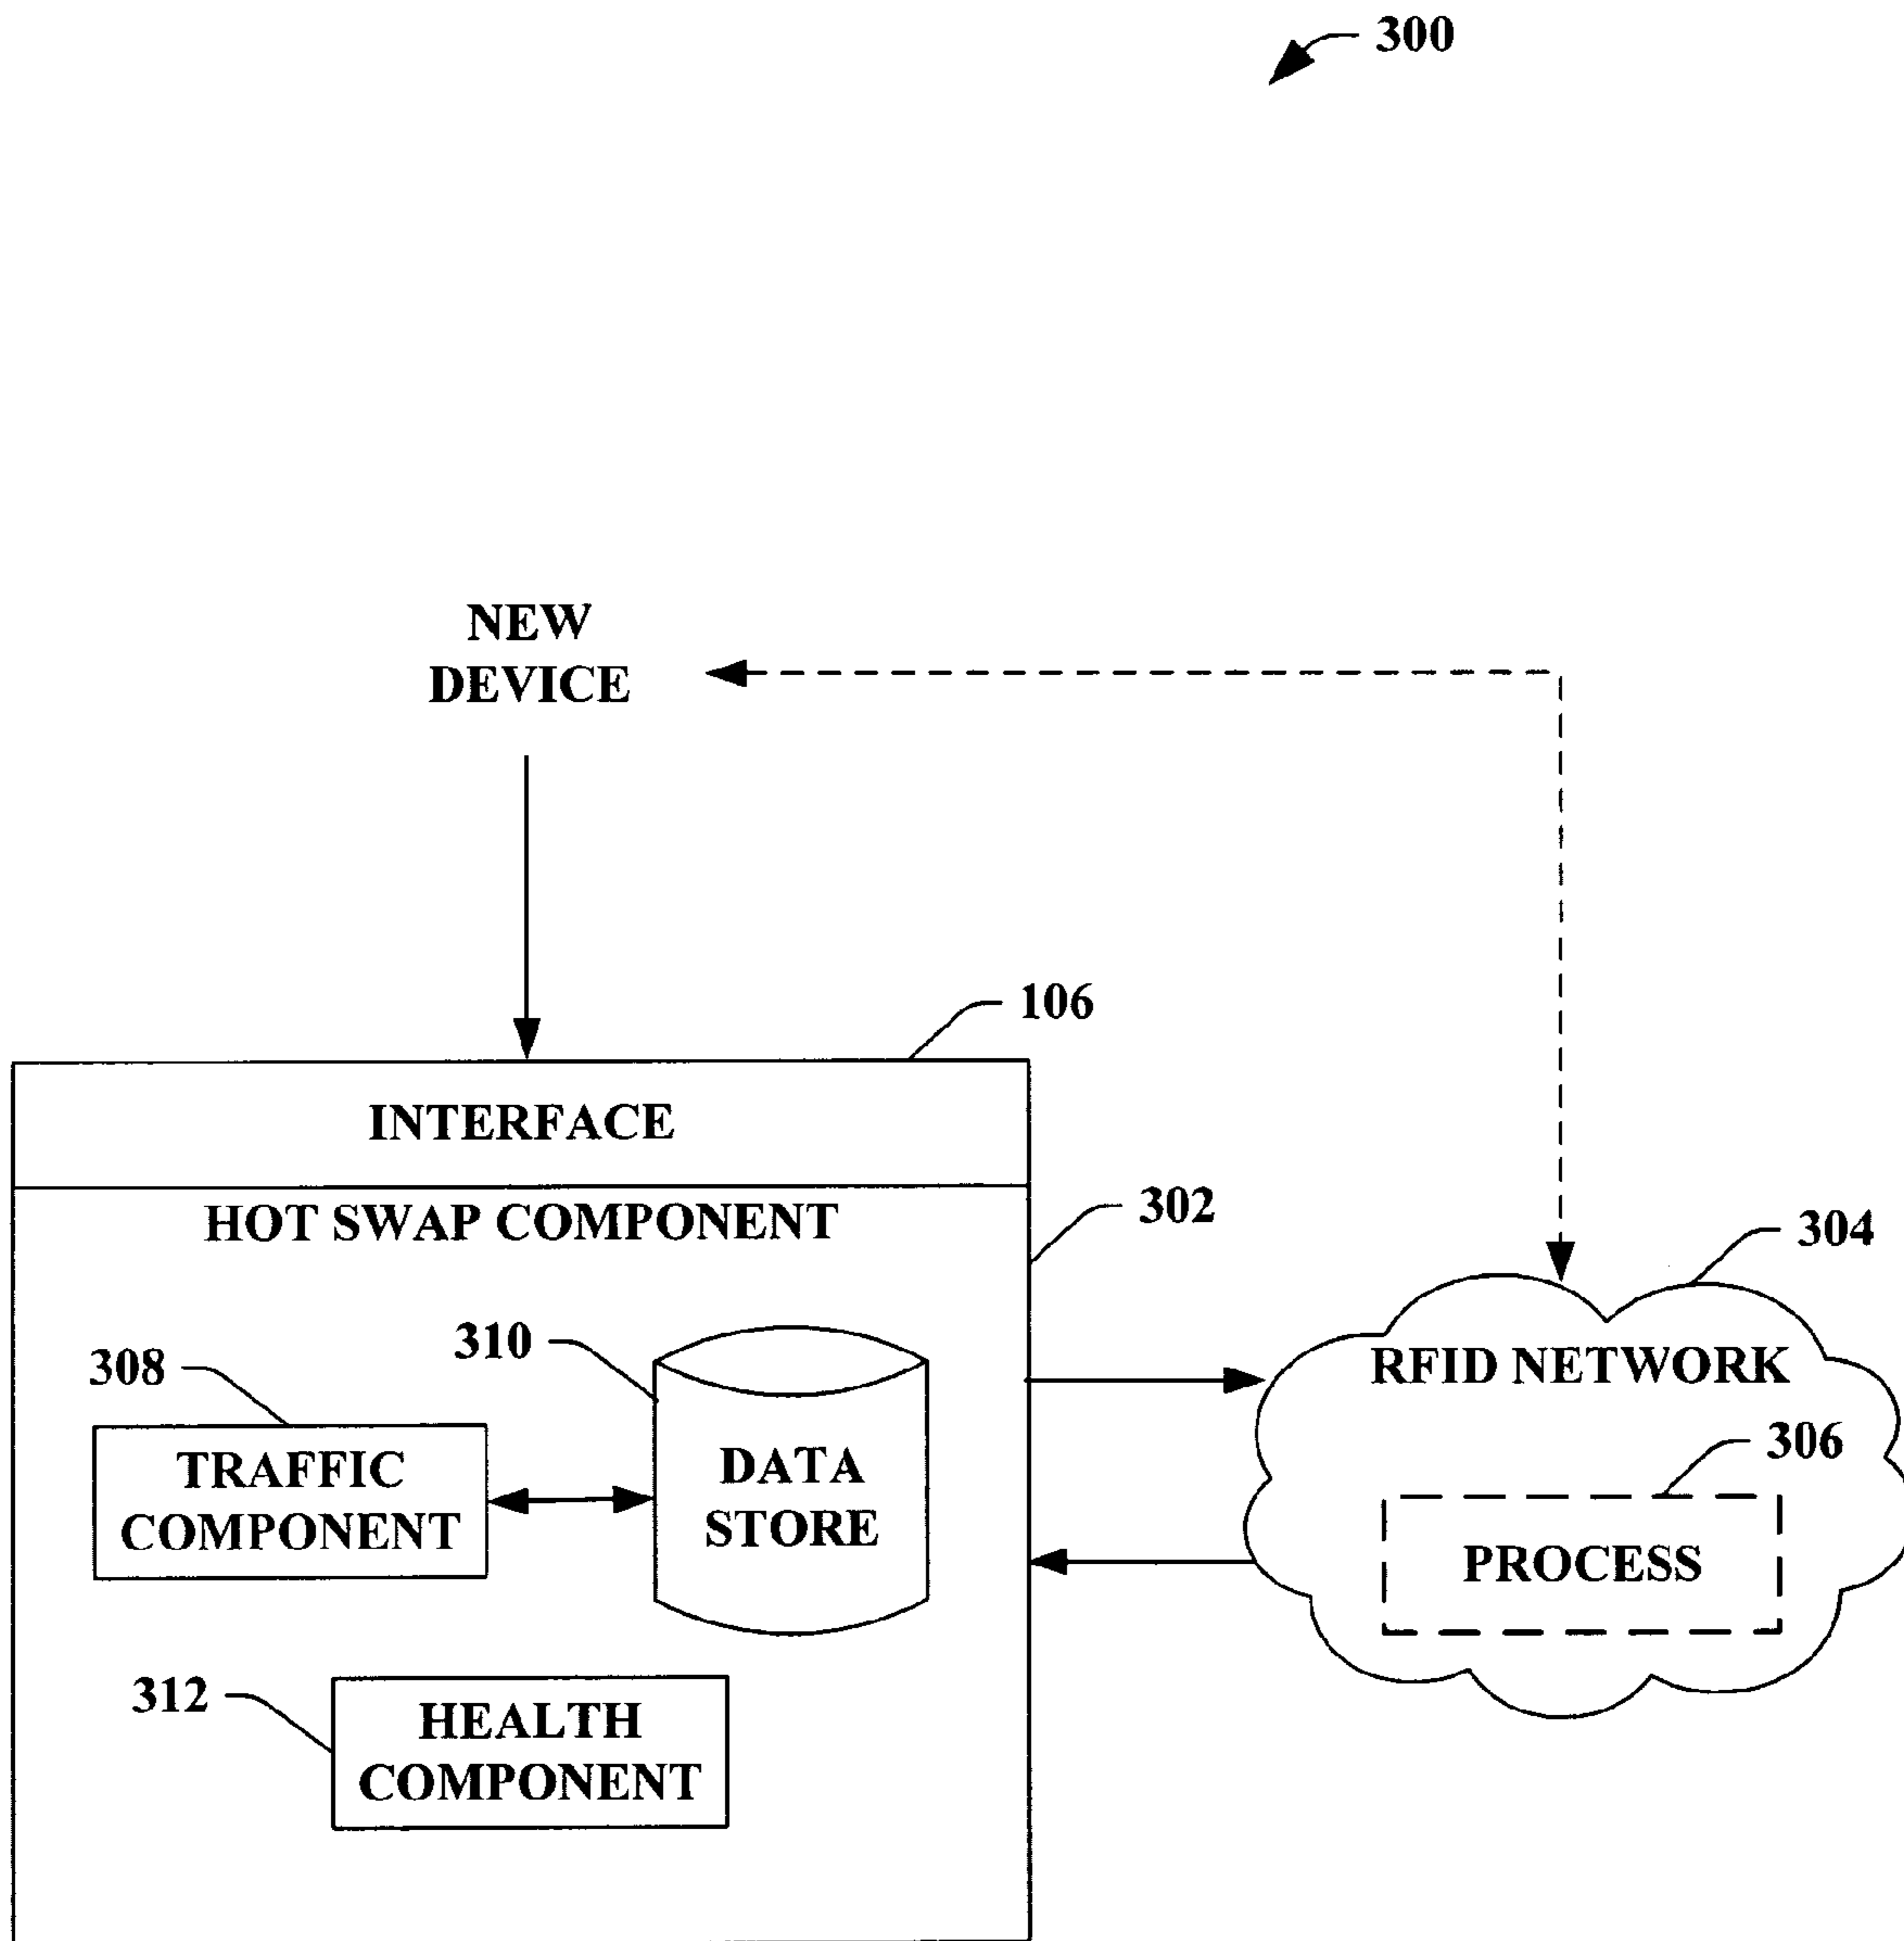 300
NEW
DEVICE
106
INTERFACE
HOT SWAP COMPONENT
302
304
310
RFID NETWORK
308
306
TRAFFIC
COMPONENT
DATA
STORE
PROCESS
312
HEALTH
COMPONENT